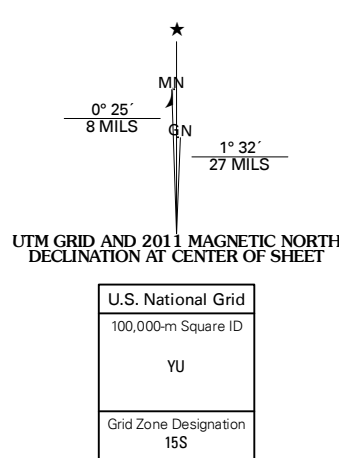 ★
MN
0° 25´
8 MILS
GN
1° 32´
27 MILS
UTM GRID AND 2011 MAGNETIC NORTH
DECLINATION AT CENTER OF SHEET
U.S. National Grid
100,000-m Square ID
YU
Grid Zone Designation
15S